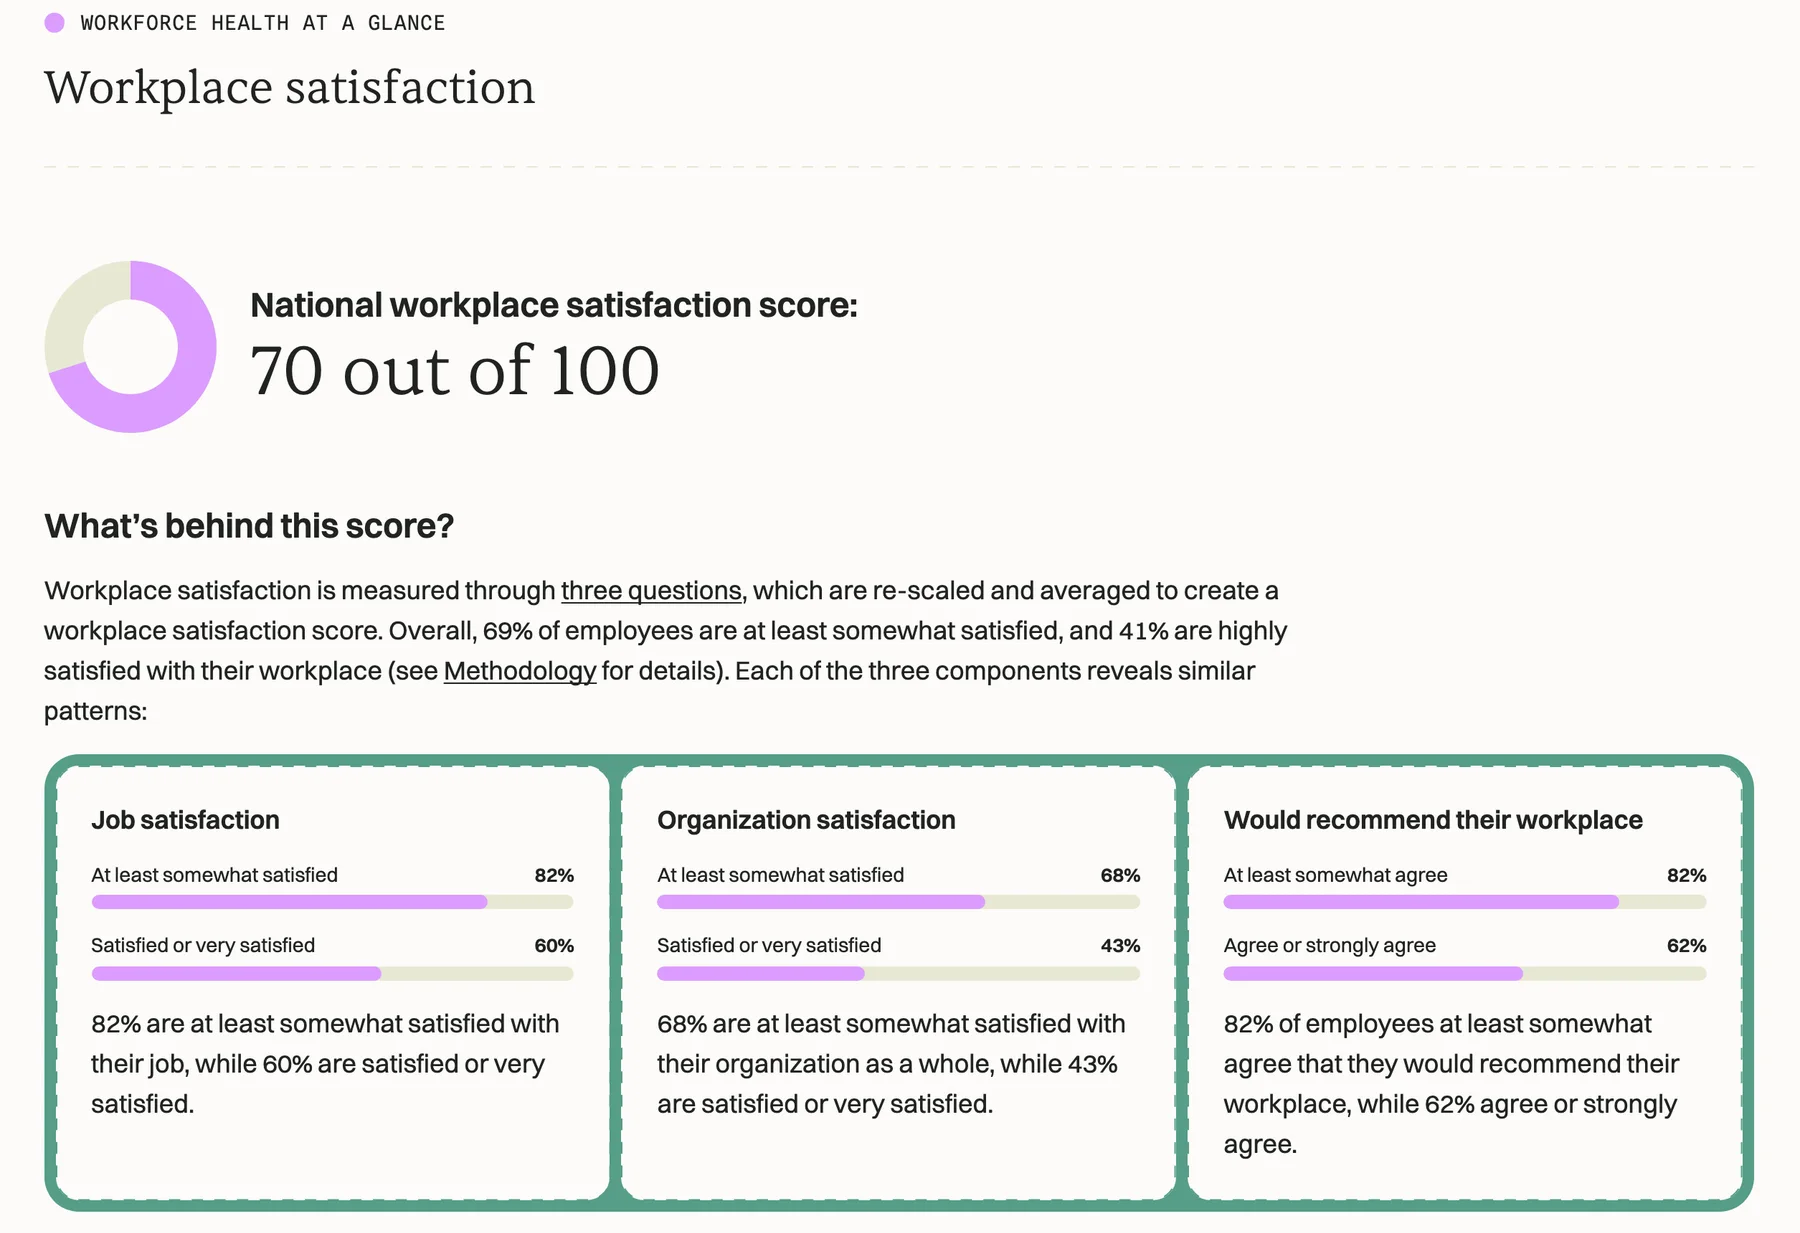 WORKFORCE HEALTH AT A GLANCE
Workplace satisfaction
National workplace satisfaction score:
70 out of 100
What’s behind this score?
Workplace satisfaction is measured through three questions, which are re-scaled and averaged to create a
workplace satisfaction score. Overall, 69% of employees are at least somewhat satisfied, and 41% are highly
satisfied with their workplace (see Methodology for details). Each of the three components reveals similar
patterns:
Job satisfaction
At least somewhat satisfied 82%
Satisfied or very satisfied 60%
82% are at least somewhat satisfied with
their job, while 60% are satisfied or very
satisfied.
Organization satisfaction
At least somewhat satisfied 68%
Satisfied or very satisfied 43%
68% are at least somewhat satisfied with
their organization as a whole, while 43%
are satisfied or very satisfied.
Would recommend their workplace
At least somewhat agree 82%
Agree or strongly agree 62%
82% of employees at least somewhat
agree that they would recommend their
workplace, while 62% agree or strongly
agree.